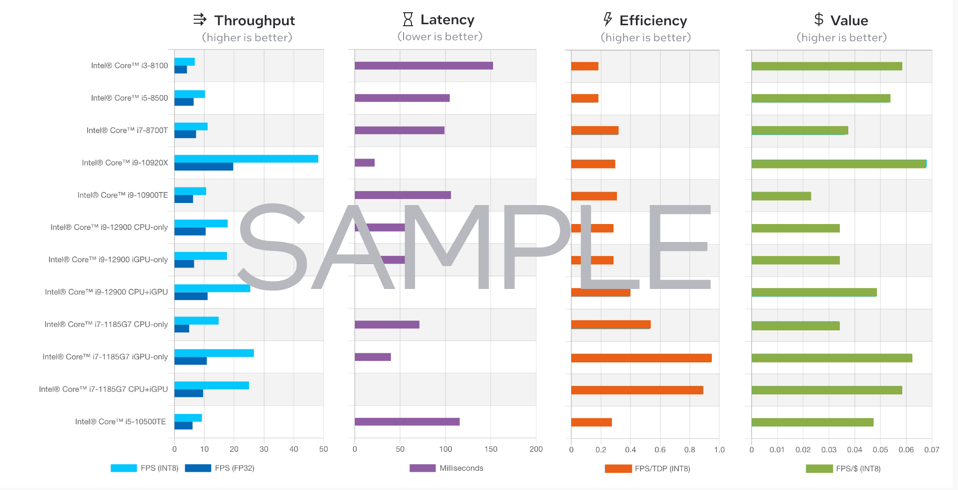 Throughput
(higher is better)
Latency
(lower is better)
Efficiency
(higher is better)
$ Value
(higher is better)
Intel® Core™ i3-8100
Intel® Core™ i5-8500
Intel® Core™ i7-8700T
Intel® Core™ i9-10920X
Intel® Core™ i9-10900TE
Intel® Core™ i9-12900 CPU-only
Intel® Core™ i9-12900 iGPU-only
Intel® Core™ i9-12900 CPU+iGPU
Intel® Core™ i7-1185G7 CPU-only
Intel® Core™ i7-1185G7 iGPU-only
Intel® Core™ i7-1185G7 CPU+iGPU
Intel® Core™ i5-10500TE
SAMPLE
0 10 20 30 40 50
0 50 100 150 200
0 0.2 0.4 0.6 0.8 1.0
0.0 0.01 0.02 0.03 0.04 0.05 0.06 0.07
FPS (INT8) FPS (FP32)
Milliseconds
FPS/TDP (INT8)
FPS/$ (INT8)